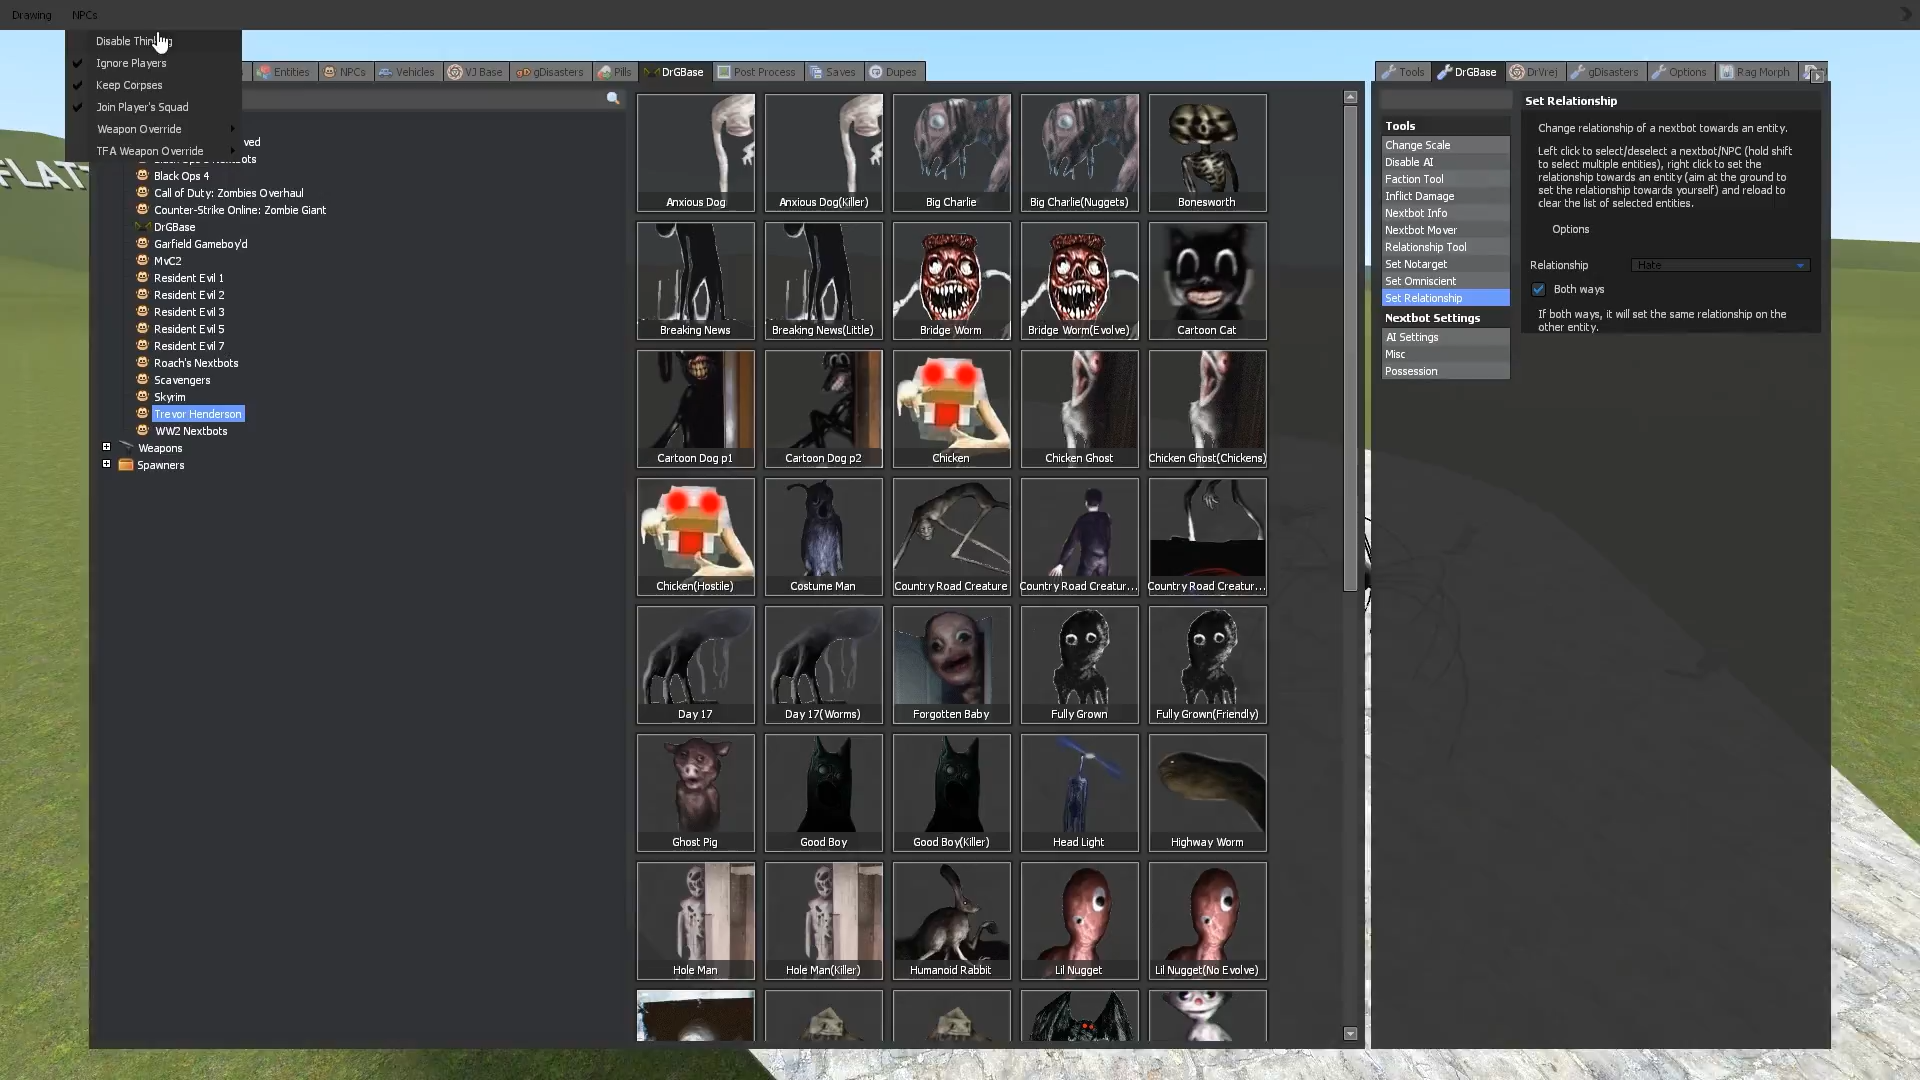 Drawing NPCs
Disable Thin
Ignore Players
Keep Corpses
Join Player's Squad
Weapon Override
TFA Weapon Override
Entities NPCs Vehicles VJ Base gDisasters Pills DrGBase Post Process Saves Dupes
FLAT
Black Ops 4
Call of Duty: Zombies Overhaul
Counter-Strike Online: Zombie Giant
DrGBase
Garfield Gameboy'd
MvC2
Resident Evil 1
Resident Evil 2
Resident Evil 3
Resident Evil 5
Resident Evil 7
Roach's Nextbots
Scavengers
Skyrim
Trevor Henderson
WW2 Nextbots
Weapons
Spawners
Anxious Dog Anxious Dog(Killer) Big Charlie Big Charlie(Nuggets) Bonesworth
Breaking News Breaking News(Little) Bridge Worm Bridge Worm(Evolve) Cartoon Cat
Cartoon Dog p1 Cartoon Dog p2 Chicken Chicken Ghost Chicken Ghost(Chickens)
Chicken(Hostile) Costume Man Country Road Creature Country Road Creatur... Country Road Creatur...
Day 17 Day 17(Worms) Forgotten Baby Fully Grown Fully Grown(Friendly)
Ghost Pig Good Boy Good Boy(Killer) Head Light Highway Worm
Hole Man Hole Man(Killer) Humanoid Rabbit Lil Nugget Lil Nugget(No Evolve)
Tools DrGBase DrVrej gDisasters Options Rag Morph
Tools
Change Scale
Disable AI
Faction Tool
Inflict Damage
Nextbot Info
Nextbot Mover
Relationship Tool
Set Notarget
Set Omniscient
Set Relationship
Nextbot Settings
AI Settings
Misc
Possession
Set Relationship
Change relationship of a nextbot towards an entity.
Left click to select/deselect a nextbot/NPC (hold shift
to select multiple entities), right click to set the
relationship towards an entity (aim at the ground to
set the relationship towards yourself) and reload to
clear the list of selected entities.
Options
Relationship Hate
Both ways
If both ways, it will set the same relationship on the
other entity.